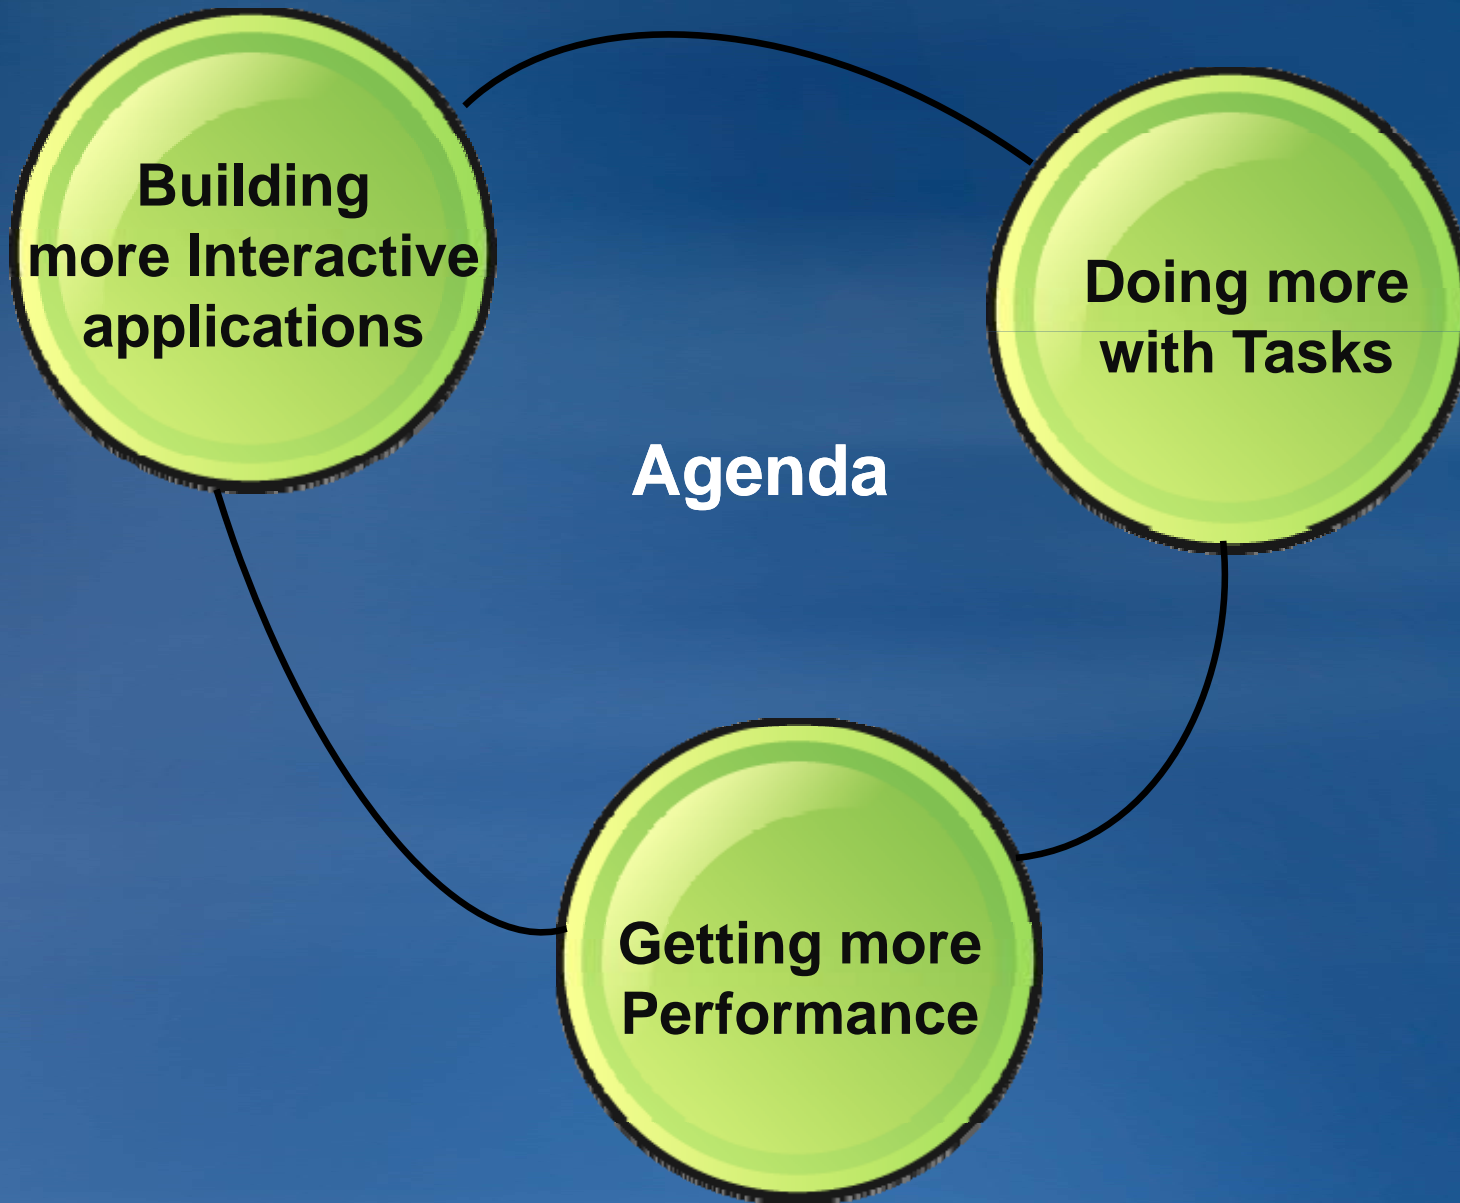 Building
more Interactive
applications
Doing more
with Tasks
Agenda
Getting more
Performance